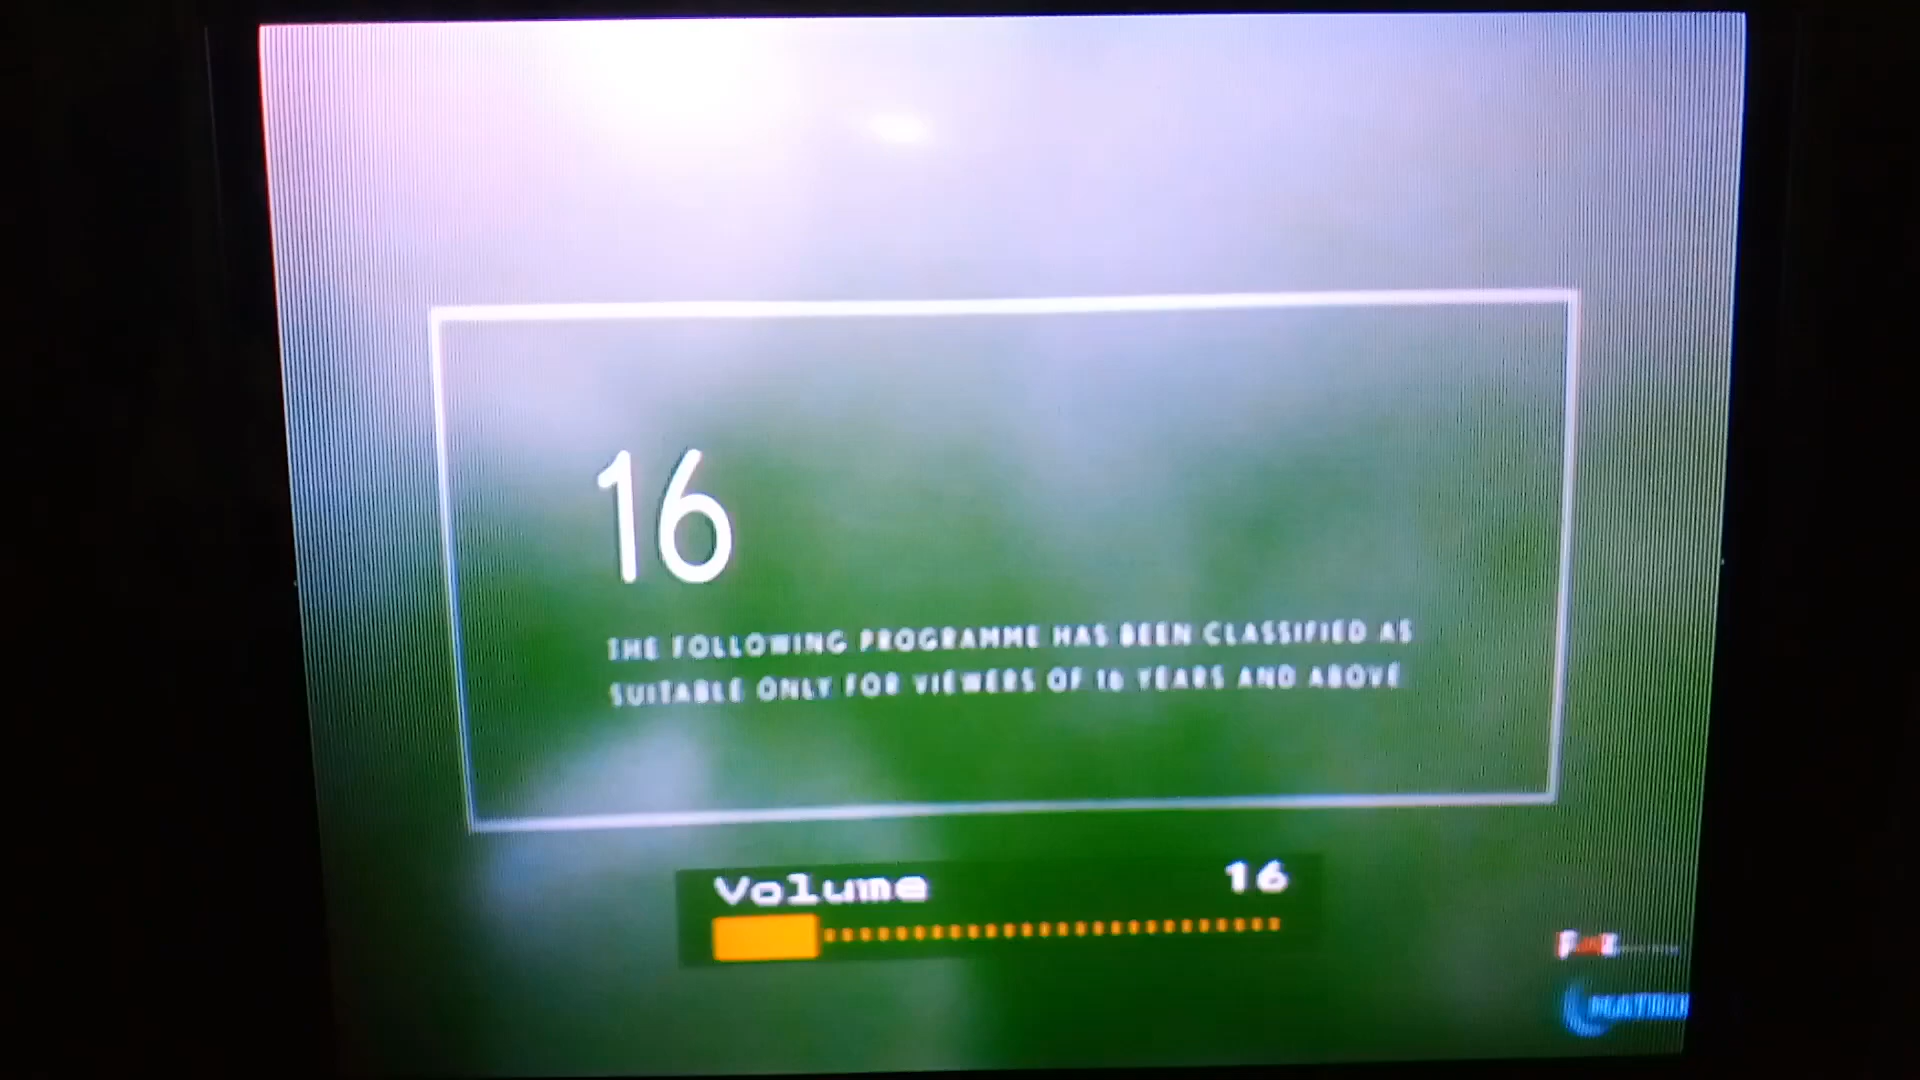 16
THE FOLLOWING PROGRAMME HAS BEEN CLASSIFIED AS
SUITABLE ONLY FOR VIEWERS OF 16 YEARS AND ABOVE
Volume 16